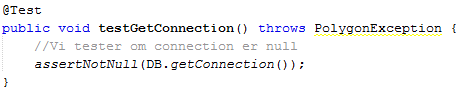 @Test
public void testGetConnection() throws PolygonException {
//Vi tester om connection er null
assertNotNull(DB.getConnection());
}